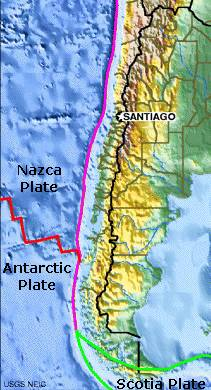 SANTIAGO
Nazca
Plate
Antarctic
Plate
Scotia Plate
USGS NEIC